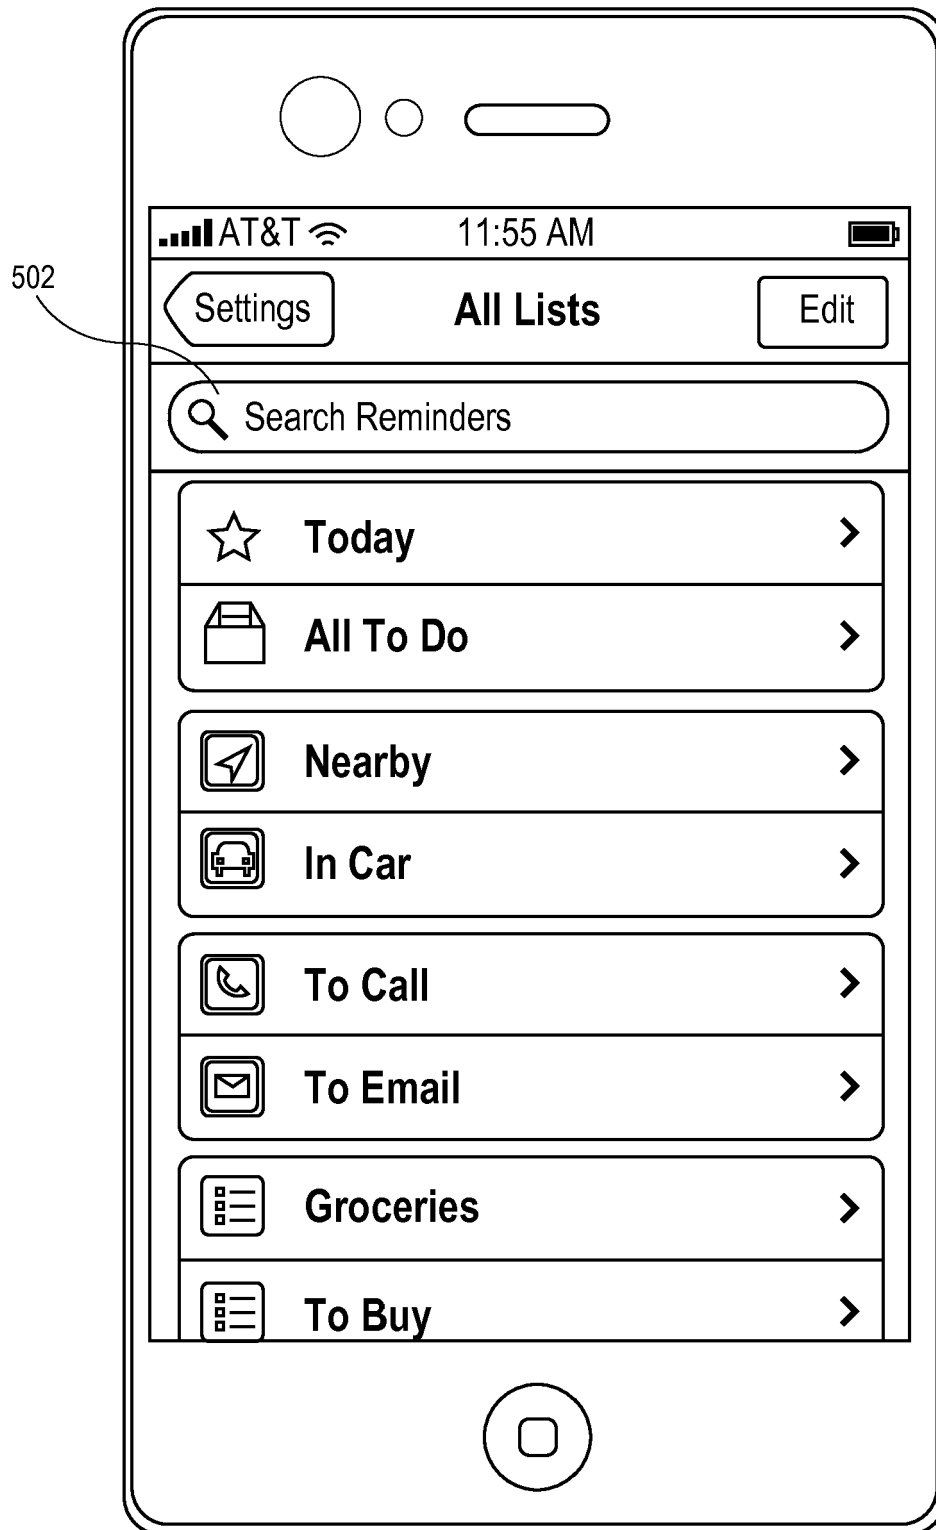 AT&T 11:55 AM
502
Settings All Lists Edit
Search Reminders
Today
All To Do
Nearby
In Car
To Call
To Email
Groceries
To Buy